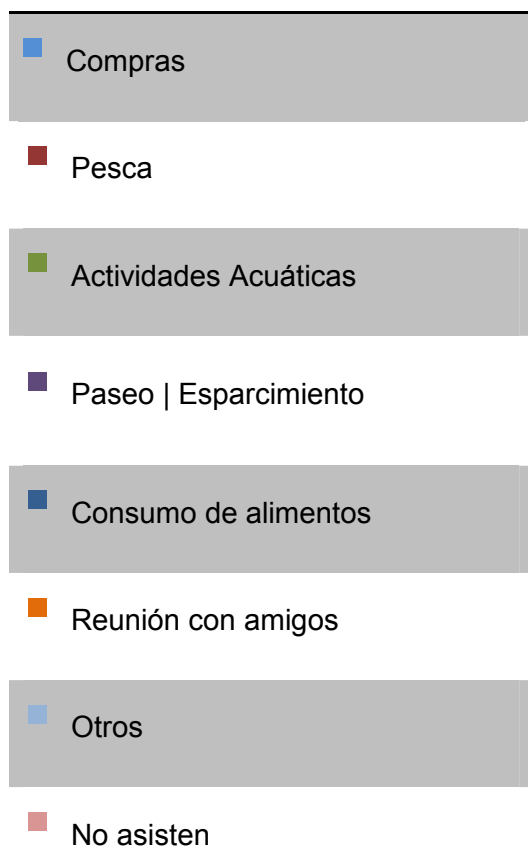 Compras
Pesca
Actividades Acuáticas
Paseo | Esparcimiento
Consumo de alimentos
Reunión con amigos
Otros
No asisten